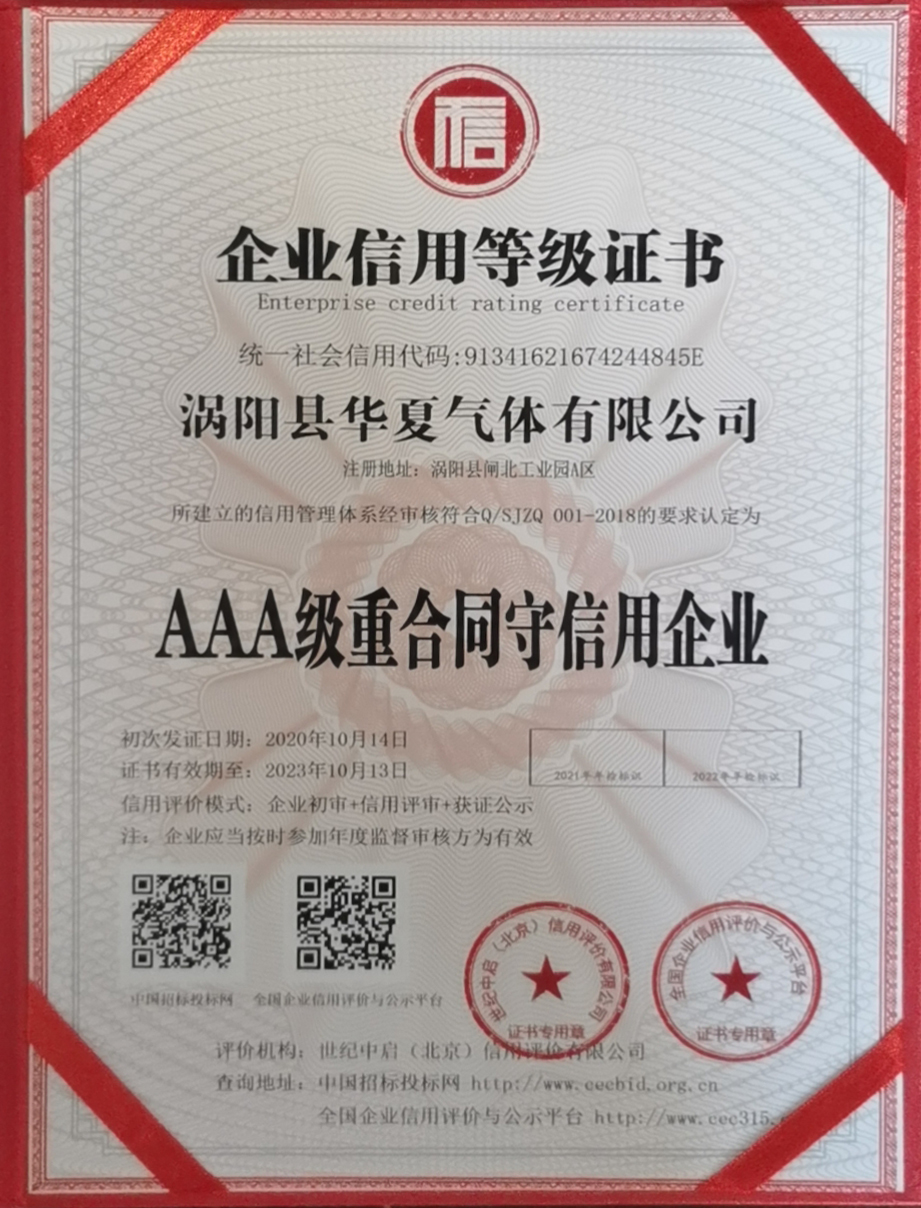 信
企业信用等级证书
Enterprise credit rating certificate
统一社会信用代码:91341621674244845E
涡阳县华夏气体有限公司
注册地址：涡阳县闸北工业园A区
所建立的信用管理体系经审核符合Q/SJZQ 001-2018的要求认定为
AAA级重合同守信用企业
初次发证日期：2020年10月14日
证书有效期至：2023年10月13日
2021年年检标识
2022年年检标识
信用评价模式：企业初审+信用评审+获证公示
注：企业应当按时参加年度监督审核方为有效
中国招标投标网
全国企业信用评价与公示平台
世纪中启（北京）信用评价有限公司
证书专用章
全国企业信用评价与公示平台
证书专用章
评价机构：世纪中启（北京）信用评价有限公司
查询地址：中国招标投标网 http://www.cecbid.org.cn
全国企业信用评价与公示平台 http://www.cec315.